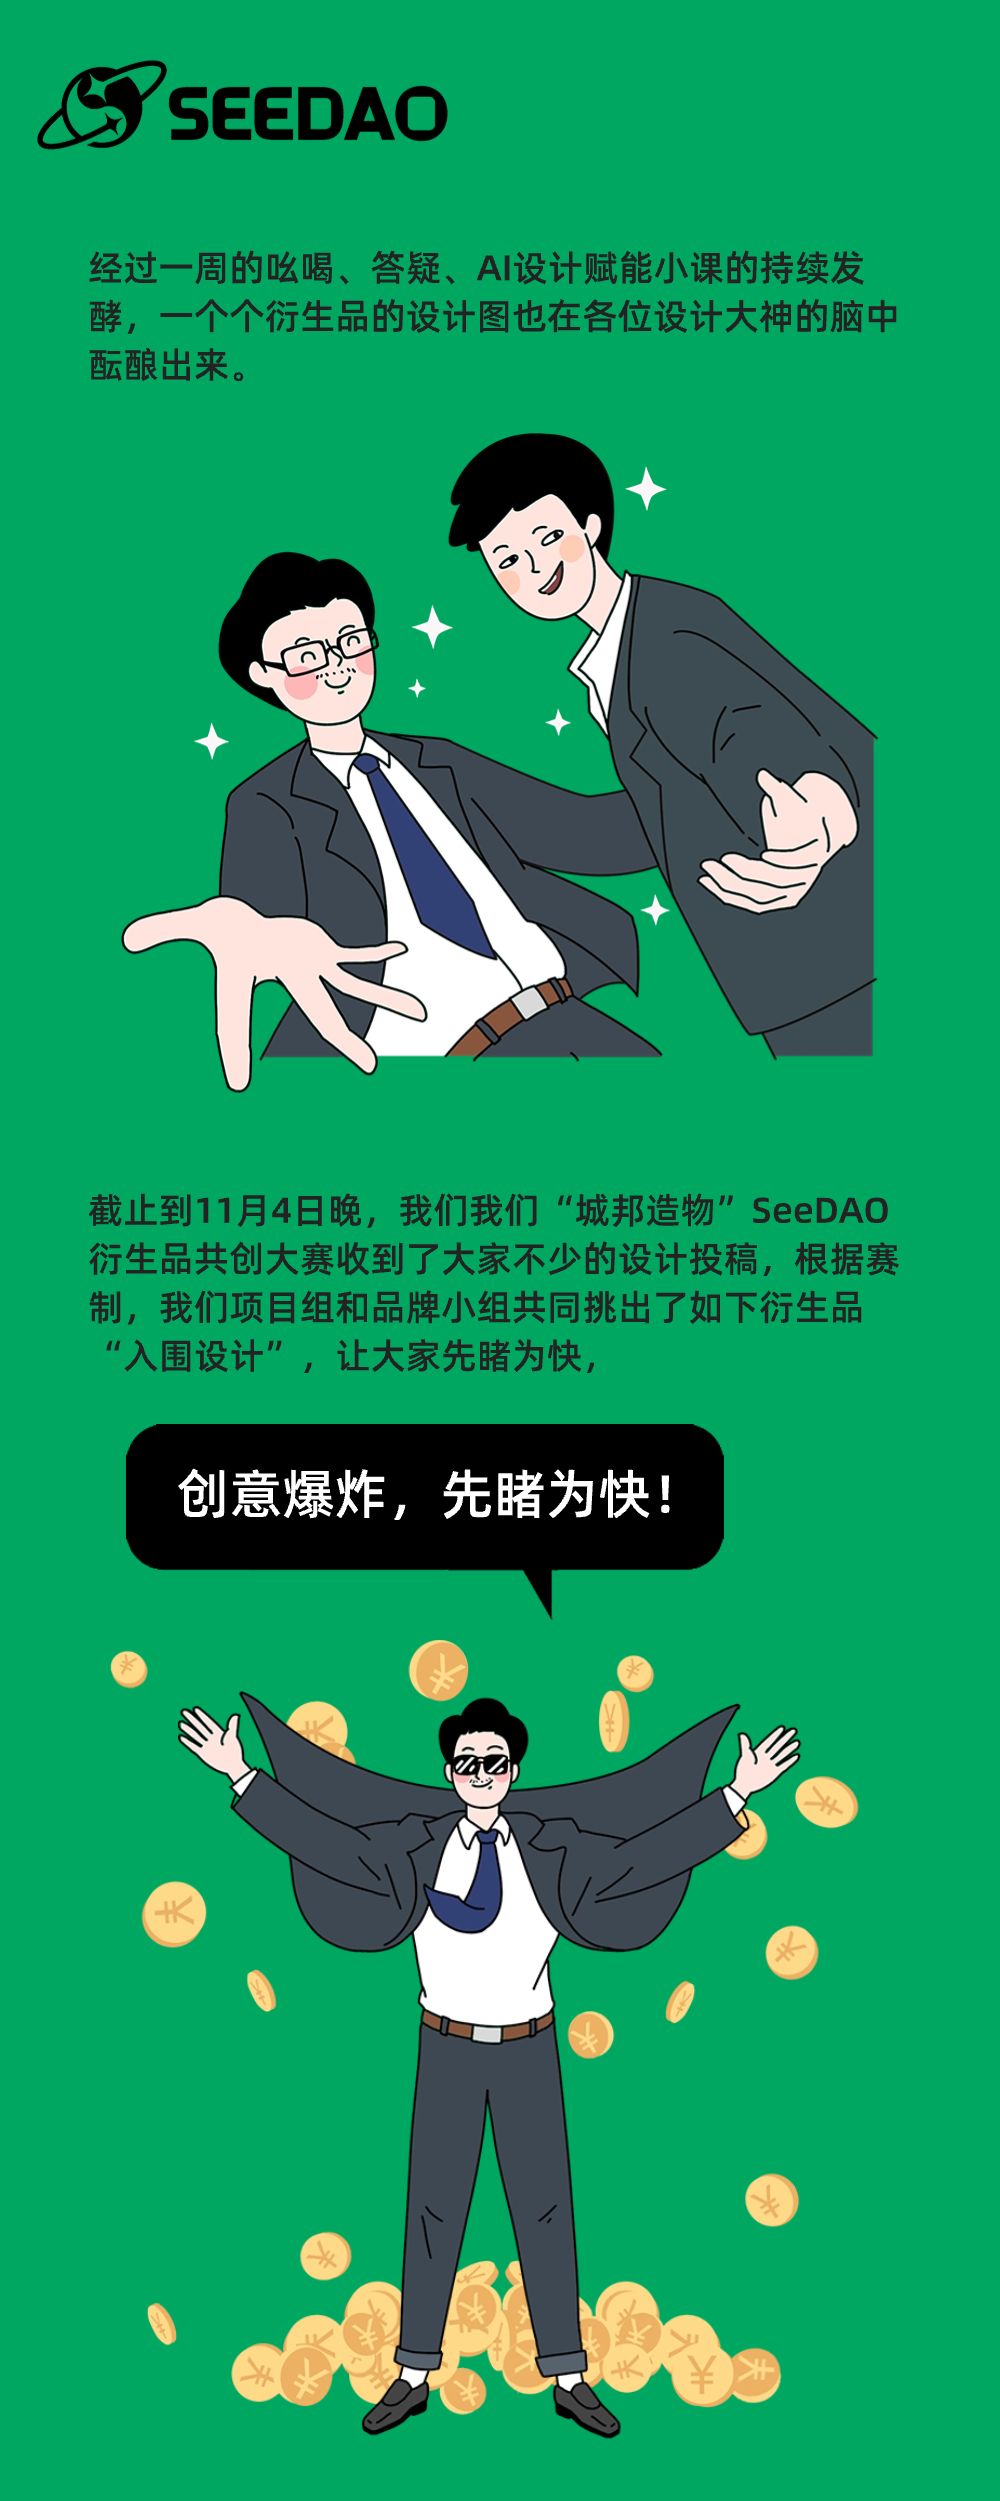 SEEDAO
经过一周的吆喝、答疑、AI设计赋能小课的持续发
酵，一个个衍生品的设计图也在各位设计大神的脑中
酝酿出来。
截止到11月4日晚，我们我们“城邦造物”SeeDAO
衍生品共创大赛收到了大家不少的设计投稿，根据赛
制，我们项目组和品牌小组共同挑出了如下衍生品
“入围设计”，让大家先睹为快，
创意爆炸，先睹为快！